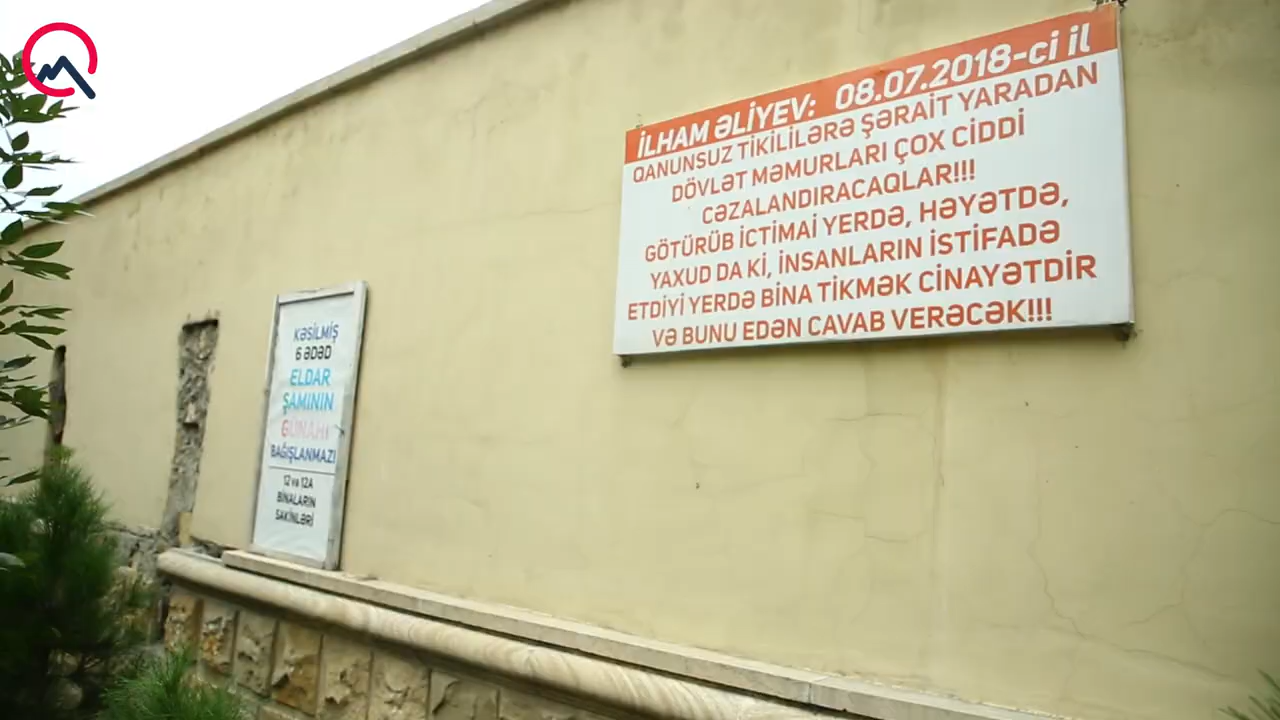 İLHAM ƏLİYEV: 08.07.2018-ci il
QANUNSUZ TİKİLİLƏRƏ ŞƏRAİT YARADAN
DÖVLƏT MƏMURLARI ÇOX CİDDİ
CƏZALANDIRACAQLAR!!!
GÖTÜRÜB İCTİMAİ YERDƏ, HƏYƏTDƏ,
YAXUD DA Kİ, İNSANLARIN İSTİFADƏ
ETDİYİ YERDƏ BİNA TİKMƏK CİNAYƏTDİR
VƏ BUNU EDƏN CAVAB VERƏCƏK!!!
KƏSİLMİŞ
6 ƏDƏD
ELDAR
ŞAMININ
GÜNAHI
BAĞIŞLANMAZ!
12 və 12A
BİNALARIN
SAKİNLƏRİ